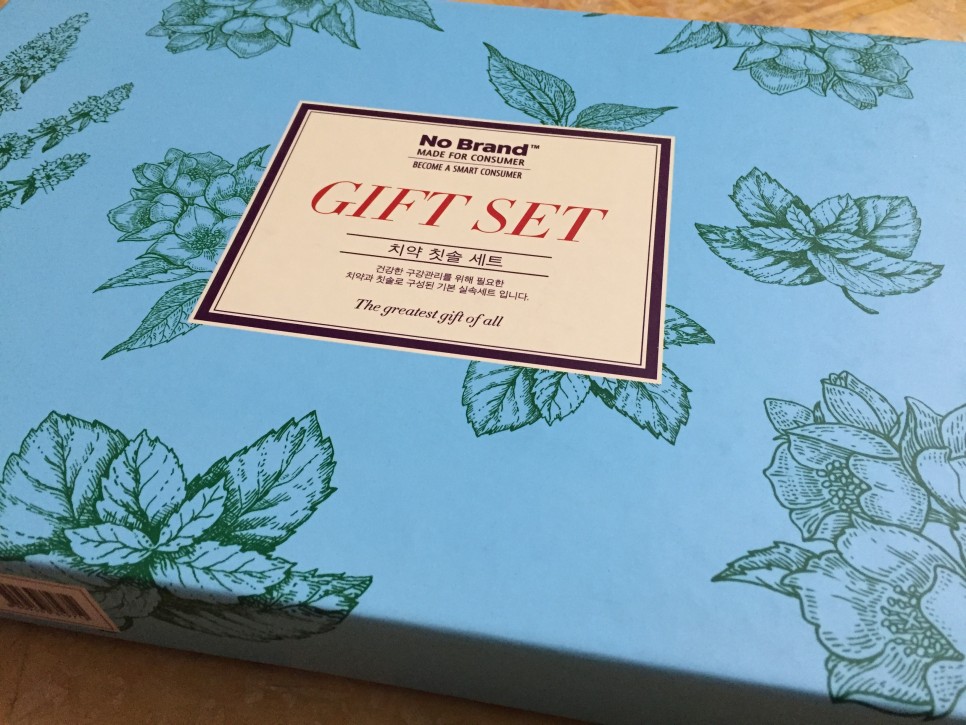 No Brand™
MADE FOR CONSUMER
BECOME A SMART CONSUMER
GIFT SET
치약 칫솔 세트
건강한 구강관리를 위해 필요한
치약과 칫솔로 구성된 기본 실속세트 입니다.
The greatest gift of all